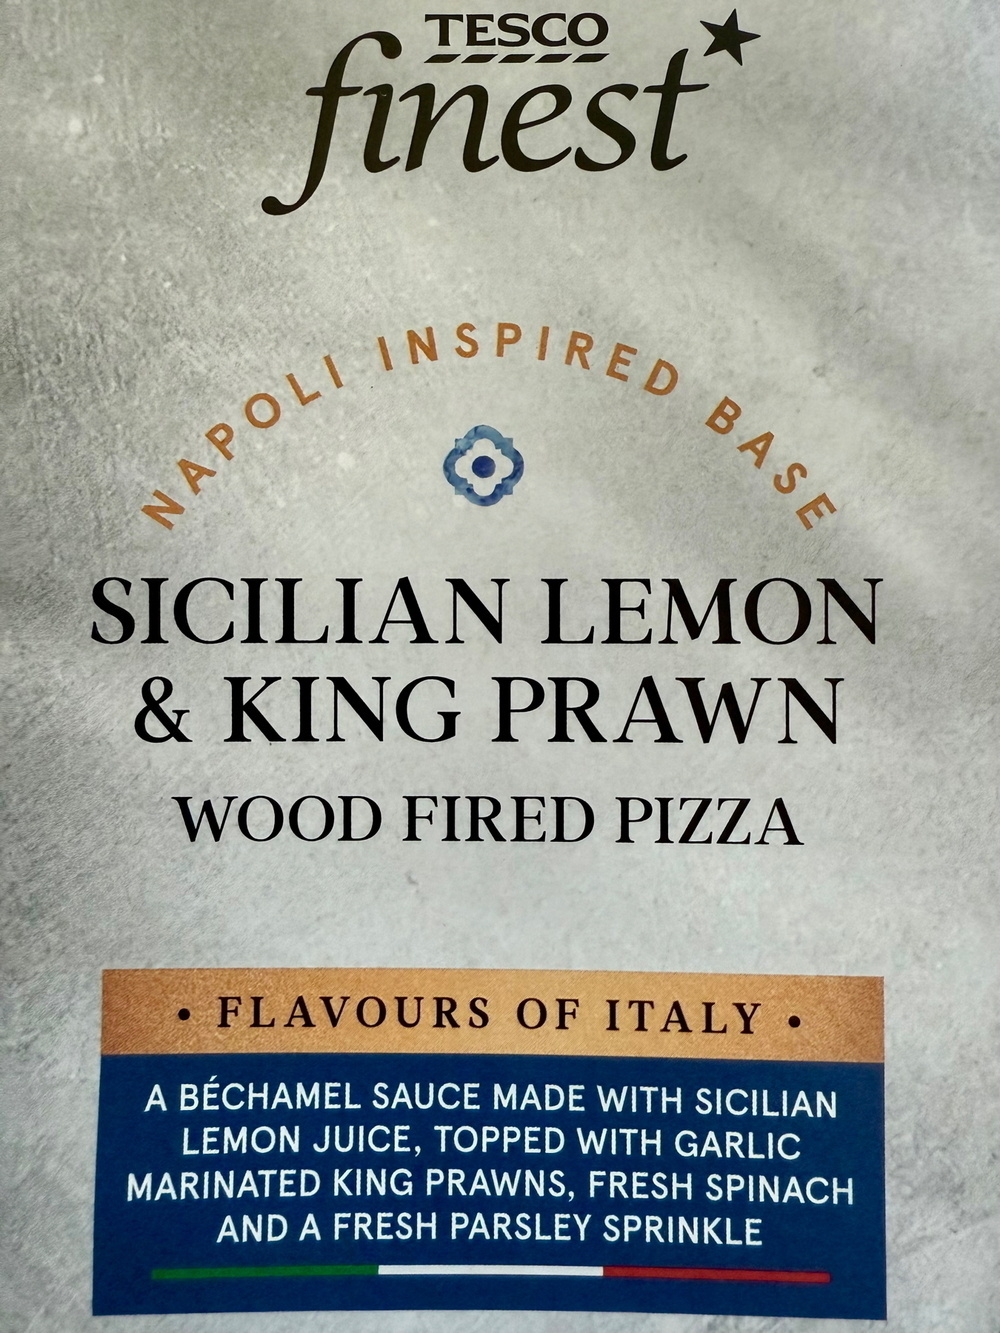 TESCO
finest
NAPOLI INSPIRED BASE
SICILIAN LEMON
& KING PRAWN
WOOD FIRED PIZZA
• FLAVOURS OF ITALY •
A BÉCHAMEL SAUCE MADE WITH SICILIAN
LEMON JUICE, TOPPED WITH GARLIC
MARINATED KING PRAWNS, FRESH SPINACH
AND A FRESH PARSLEY SPRINKLE